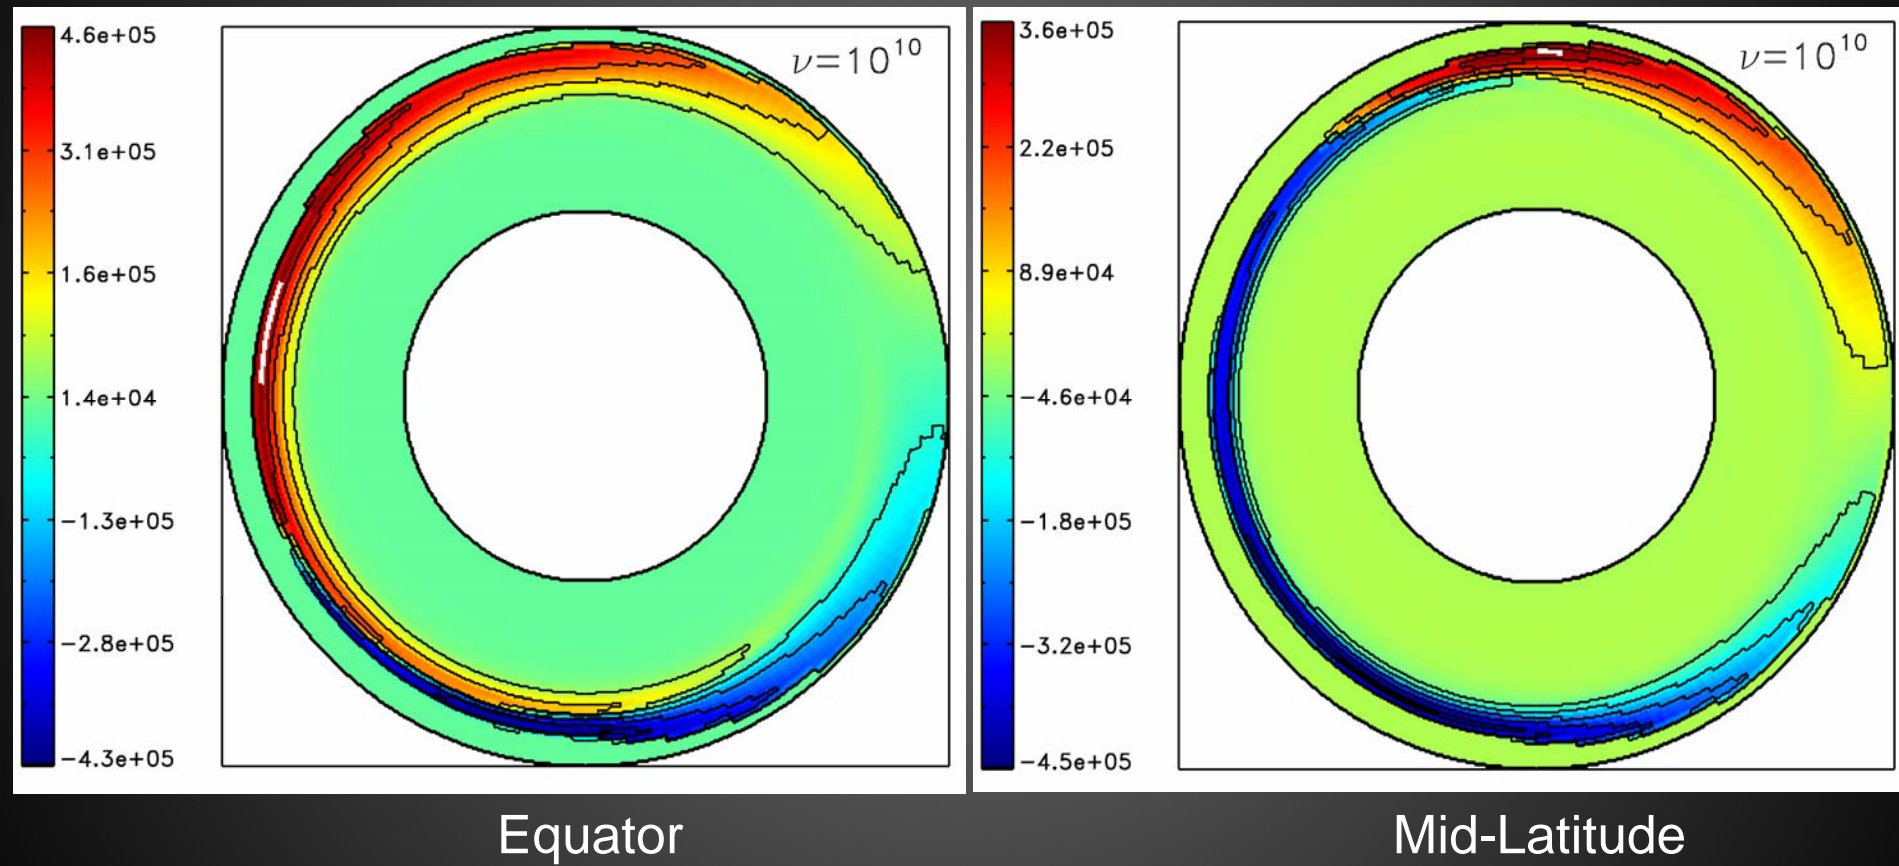 4.6e+05
3.1e+05
1.6e+05
1.4e+04
−1.3e+05
−2.8e+05
−4.3e+05
ν=10¹⁰
3.6e+05
2.2e+05
8.9e+04
−4.6e+04
−1.8e+05
−3.2e+05
−4.5e+05
ν=10¹⁰
Equator
Mid-Latitude